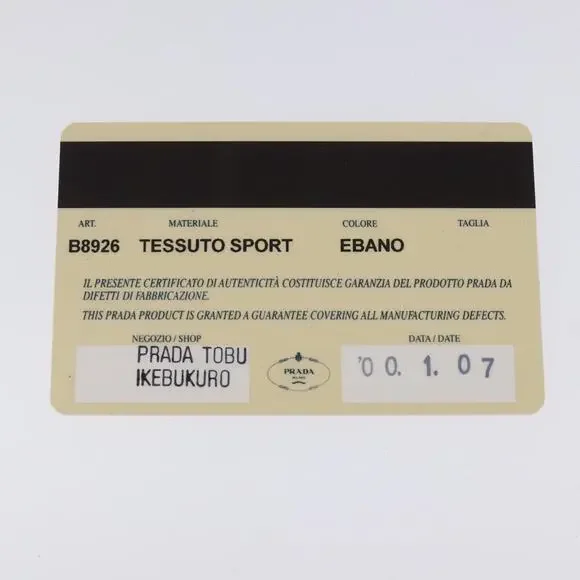 ART. MATERIALE COLORE TAGLIA
B8926 TESSUTO SPORT EBANO
IL PRESENTE CERTIFICATO DI AUTENTICITÀ COSTITUISCE GARANZIA DEL PRODOTTO PRADA DA
DIFETTI DI FABBRICAZIONE.
THIS PRADA PRODUCT IS GRANTED A GUARANTEE COVERING ALL MANUFACTURING DEFECTS.
NEGOZIO / SHOP DATA / DATE
PRADA TOBU
IKEBUKURO
PRADA
MILANO
'00. 1. 07